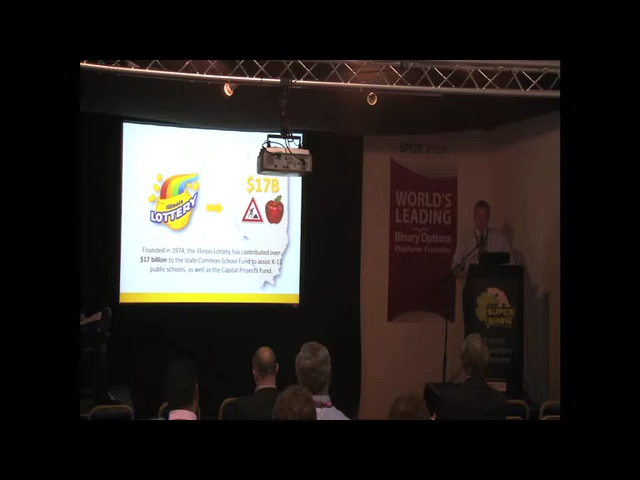 $17B
Illinois
LOTTERY
Founded in 1974, the Illinois Lottery has contributed over
$17 billion to the state Common School Fund to assist K-12
public schools, as well as the Capital Projects Fund.
WORLD'S
LEADING
Binary Options
Platform Provider
SUPER
SHOW